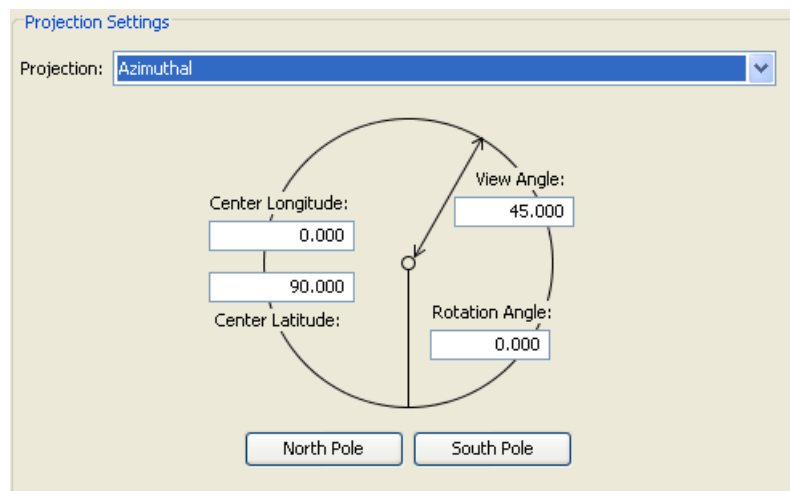 Projection Settings
Projection: Azimuthal
View Angle:
45.000
Center Longitude:
0.000
90.000
Center Latitude:
Rotation Angle:
0.000
North Pole South Pole